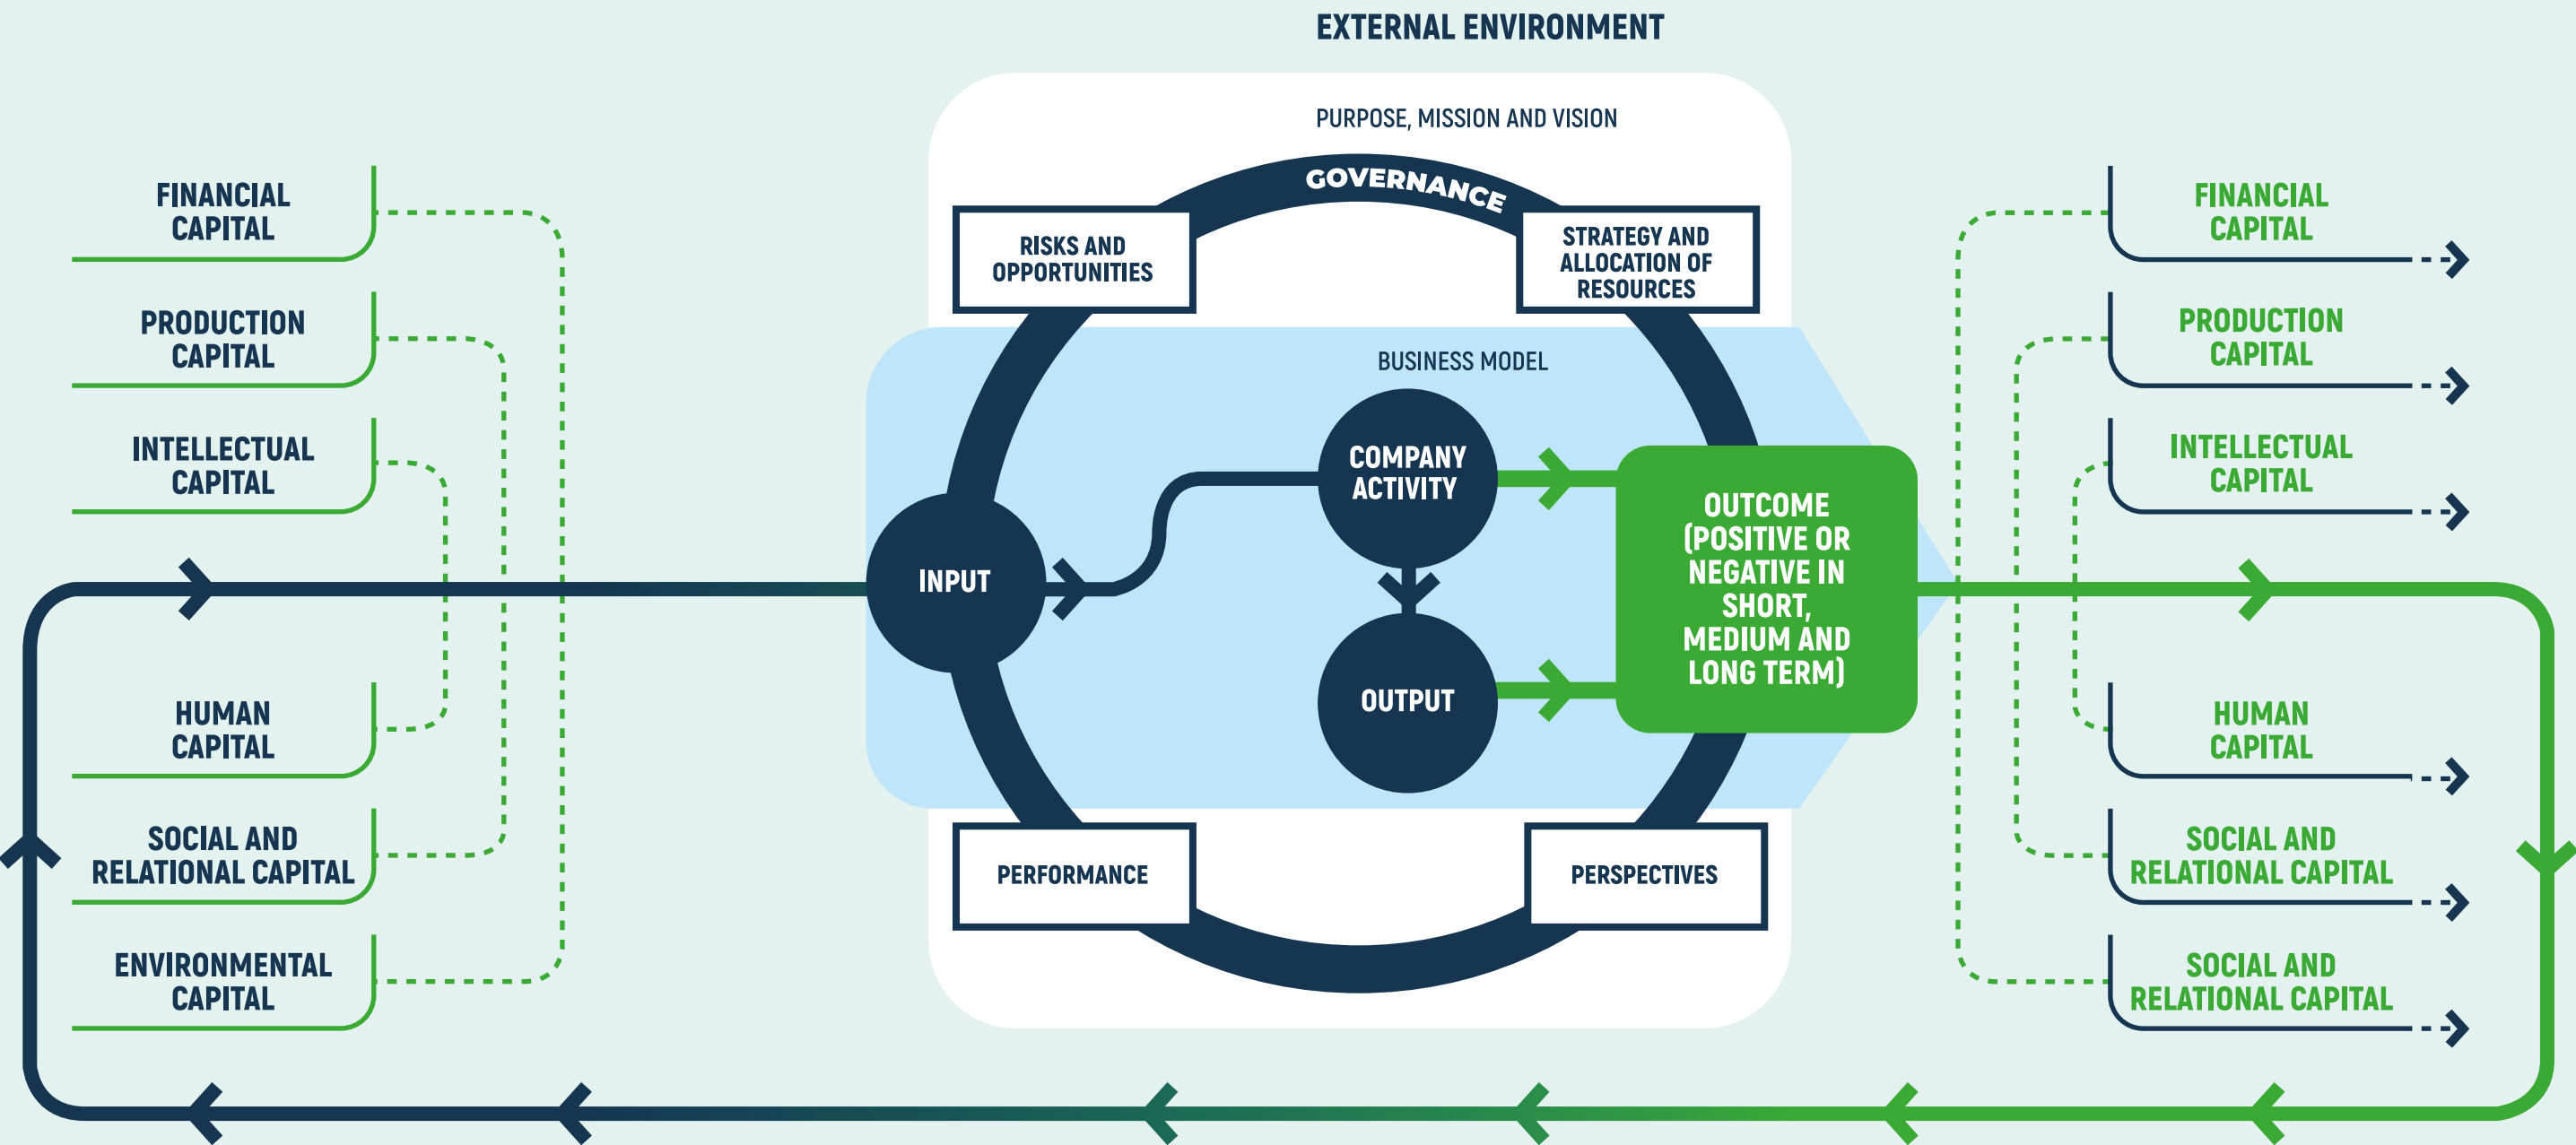 EXTERNAL ENVIRONMENT
PURPOSE, MISSION AND VISION
GOVERNANCE
FINANCIAL
CAPITAL
PRODUCTION
CAPITAL
INTELLECTUAL
CAPITAL
HUMAN
CAPITAL
SOCIAL AND
RELATIONAL CAPITAL
ENVIRONMENTAL
CAPITAL
RISKS AND
OPPORTUNITIES
STRATEGY AND
ALLOCATION OF
RESOURCES
BUSINESS MODEL
INPUT
COMPANY
ACTIVITY
OUTPUT
OUTCOME
(POSITIVE OR
NEGATIVE IN
SHORT,
MEDIUM AND
LONG TERM)
PERFORMANCE
PERSPECTIVES
FINANCIAL
CAPITAL
PRODUCTION
CAPITAL
INTELLECTUAL
CAPITAL
HUMAN
CAPITAL
SOCIAL AND
RELATIONAL CAPITAL
SOCIAL AND
RELATIONAL CAPITAL